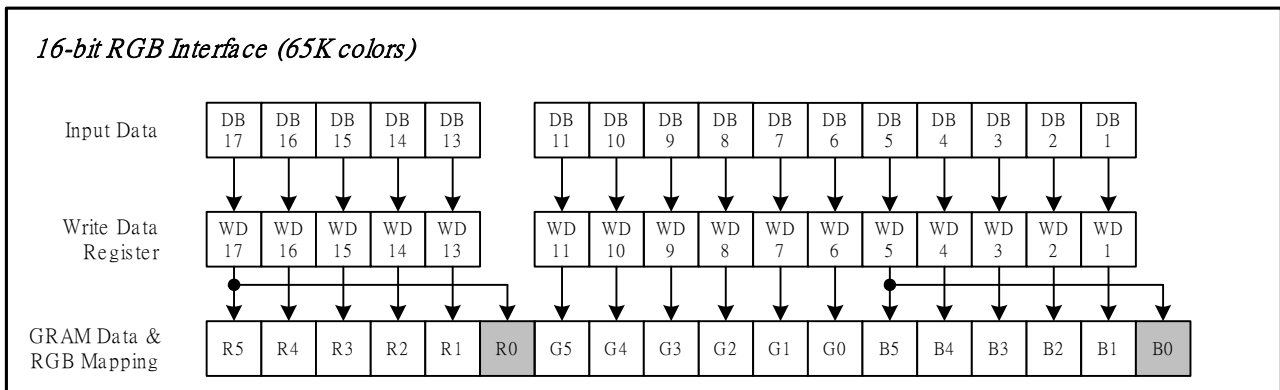 16-bit RGB Interface (65K colors)
Input Data
DB DB DB DB DB DB DB DB DB DB DB DB DB DB DB DB
17 16 15 14 13 11 10 9 8 7 6 5 4 3 2 1
Write Data
Register
WD WD WD WD WD WD WD WD WD WD WD WD WD WD WD WD
17 16 15 14 13 11 10 9 8 7 6 5 4 3 2 1
GRAM Data &
RGB Mapping
R5 R4 R3 R2 R1 R0 G5 G4 G3 G2 G1 G0 B5 B4 B3 B2 B1 B0